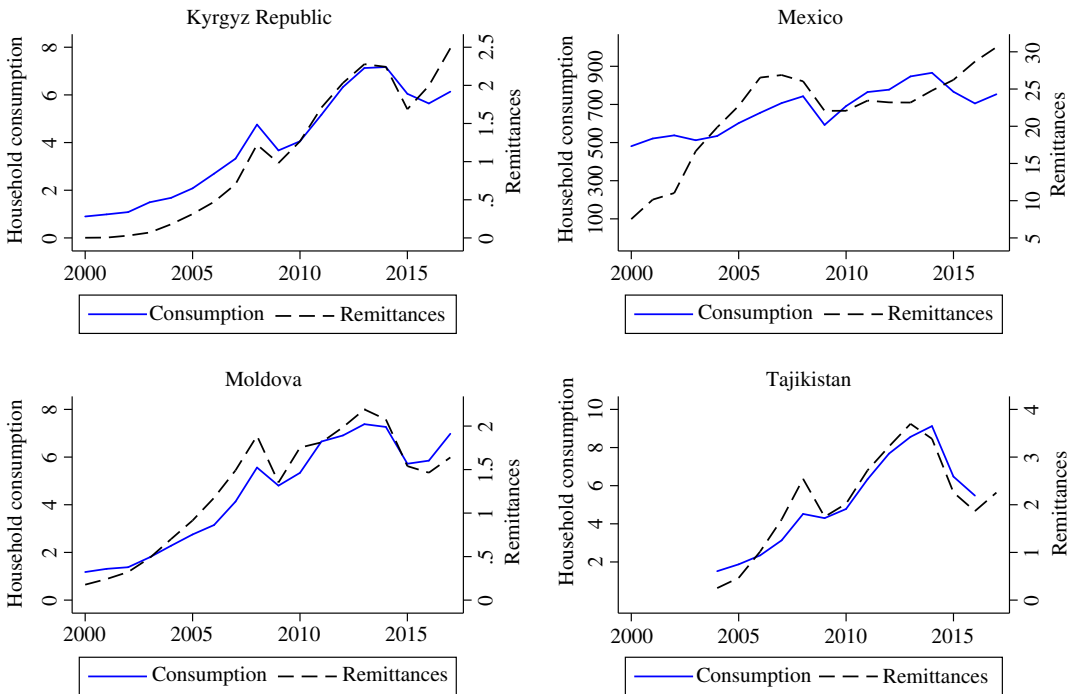 Kyrgyz Republic
Household consumption
8
6
4
2
0
2.5
2
1.5
1
.5
0
Remittances
2000 2005 2010 2015
Consumption Remittances
Mexico
Household consumption
900
700
500
300
100
30
25
20
15
10
5
Remittances
2000 2005 2010 2015
Consumption Remittances
Moldova
Household consumption
8
6
4
2
0
2
1.5
1
.5
0
Remittances
2000 2005 2010 2015
Consumption Remittances
Tajikistan
Household consumption
10
8
6
4
2
4
3
2
1
0
Remittances
2000 2005 2010 2015
Consumption Remittances